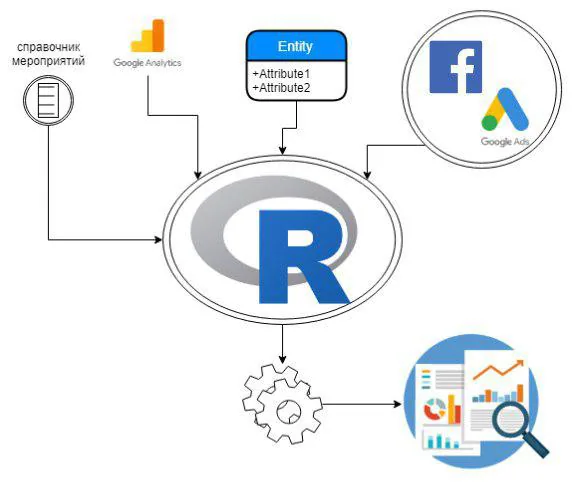 справочник
мероприятий
Google Analytics
Entity
+Attribute1
+Attribute2
f
Google Ads
R